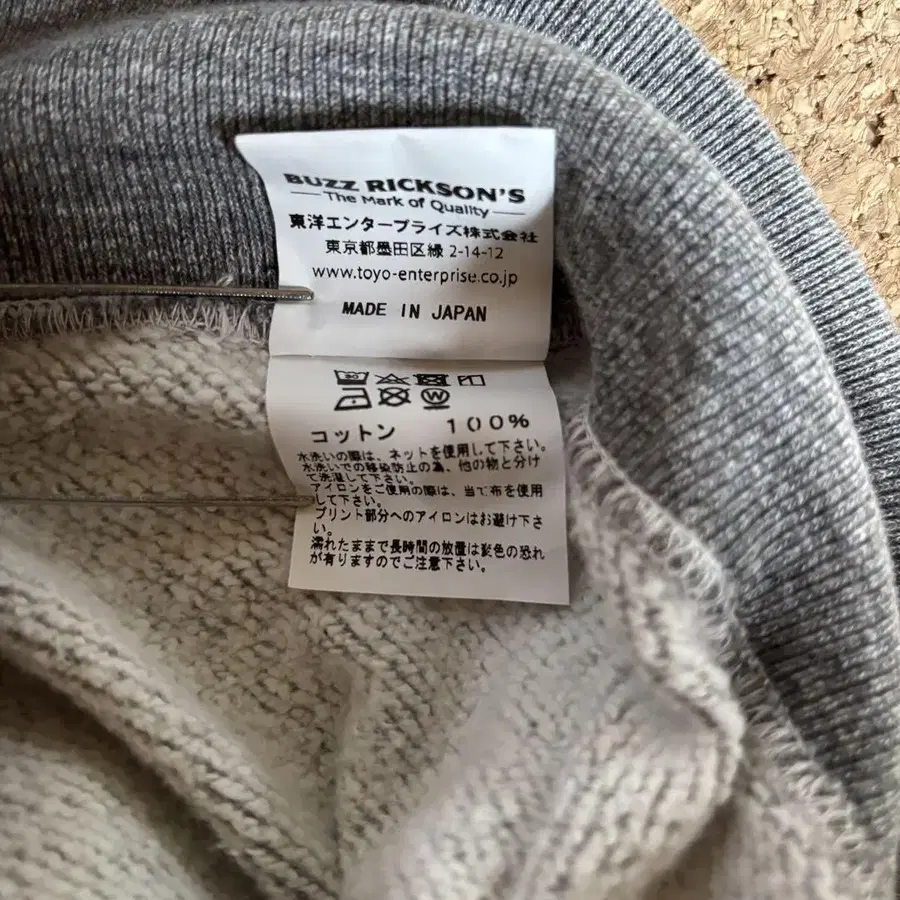 BUZZ RICKSON'S
The Mark of Quality
東洋エンタープライズ株式会社
東京都墨田区緑 2-14-12
www.toyo-enterprise.co.jp
MADE IN JAPAN
コットン 100%
水洗いの際は、ネットを使用して下さい。
水洗いでの移染防止の為、他の物と分け
て洗濯して下さい。
アイロンをご使用の際は、当て布を使用
して下さい。
プリント部分へのアイロンはお避け下さ
い。
濡れたままで長時間の放置は移色の恐れ
が有りますのでご注意下さい。